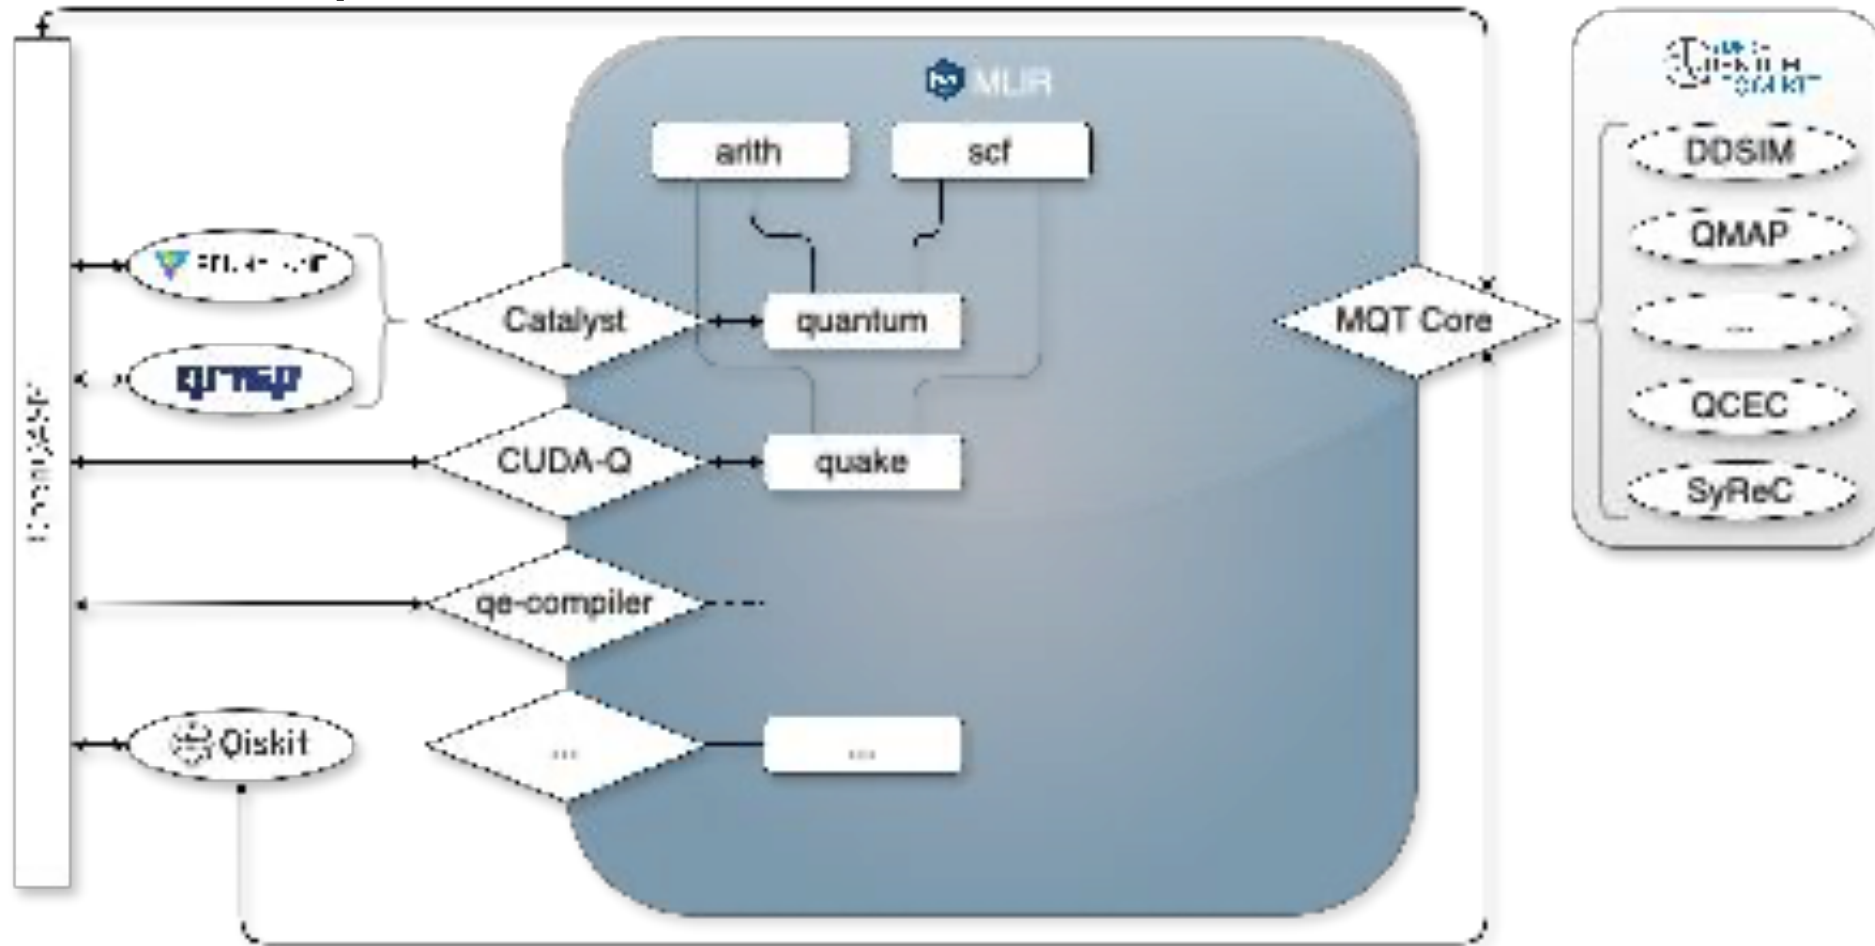 MLIR
arith
scf
DDSIM
QMAP
Catalyst
quantum
MQT Core
...
CUDA-Q
quake
QCEC
SyReC
qe-compiler
Qiskit
...
...